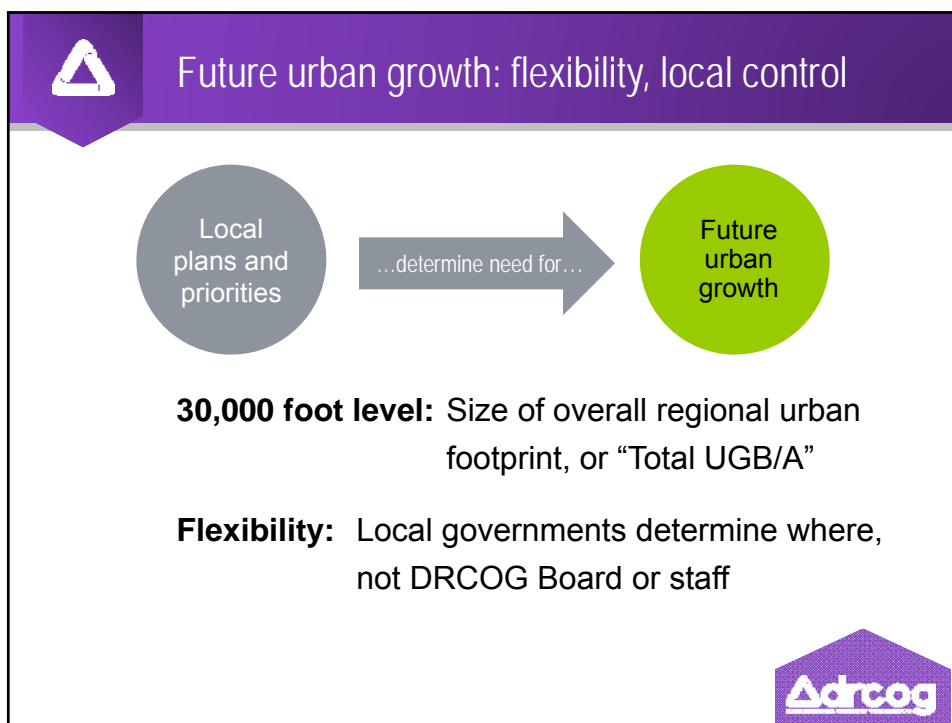 Future urban growth: flexibility, local control
Local
plans and
priorities
…determine need for…
Future
urban
growth
30,000 foot level: Size of overall regional urban
footprint, or “Total UGB/A”
Flexibility: Local governments determine where,
not DRCOG Board or staff
drcog